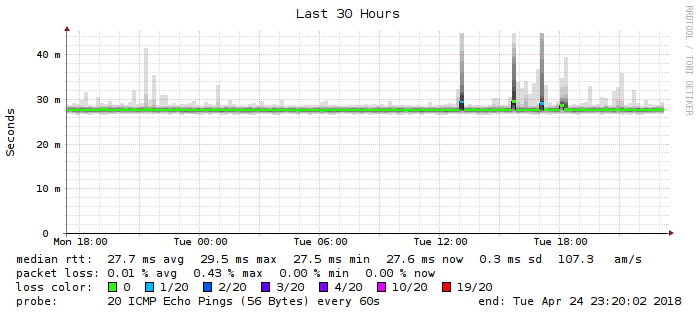 Last 30 Hours
RRDTOOL / TOBI OETIKER
Seconds
40 m
30 m
20 m
10 m
0
Mon 18:00 Tue 00:00 Tue 06:00 Tue 12:00 Tue 18:00
median rtt: 27.7 ms avg 29.5 ms max 27.5 ms min 27.6 ms now 0.3 ms sd 107.3 am/s
packet loss: 0.01 % avg 0.43 % max 0.00 % min 0.00 % now
loss color: 0 1/20 2/20 3/20 4/20 10/20 19/20
probe: 20 ICMP Echo Pings (56 Bytes) every 60s end: Tue Apr 24 23:20:02 2018